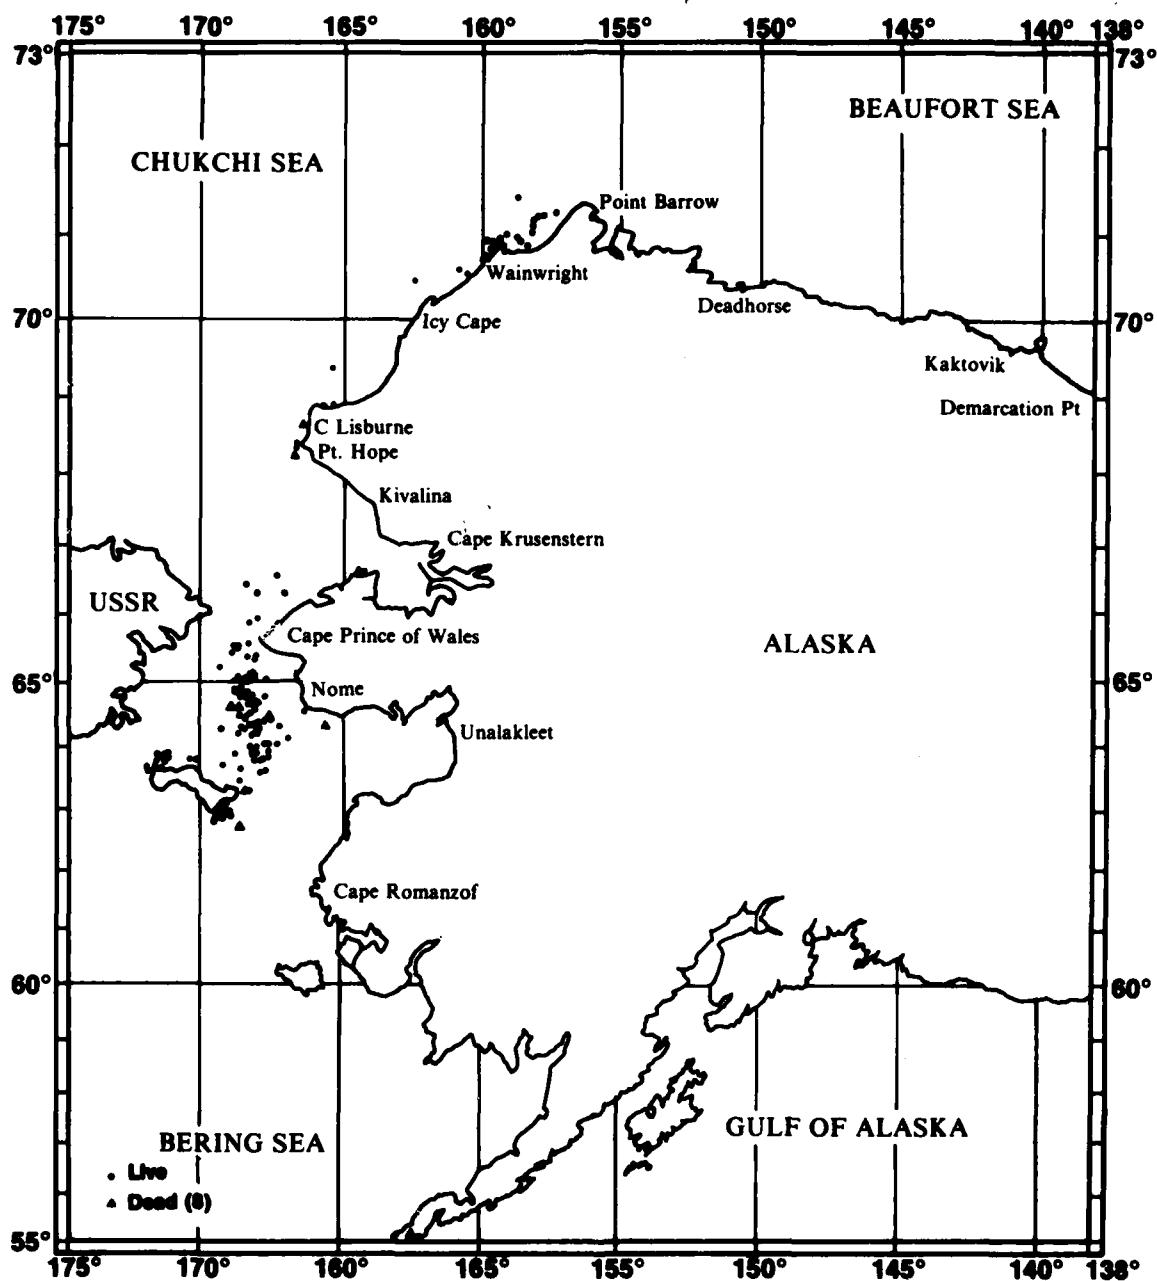 175° 170° 165° 160° 155° 150° 145° 140° 138°
73° 73°
BEAUFORT SEA
CHUKCHI SEA
Point Barrow
Wainwright
Deadhorse
70° Icy Cape 70°
Kaktovik
Demarcation Pt
C Lisburne
Pt. Hope
Kivalina
Cape Krusenstern
USSR
Cape Prince of Wales
ALASKA
65° Nome 65°
Unalakleet
Cape Romanzof
60° 60°
GULF OF ALASKA
BERING SEA
• Live
▲ Dead (8)
55° 55°
175° 170° 165° 160° 155° 150° 145° 140° 138°